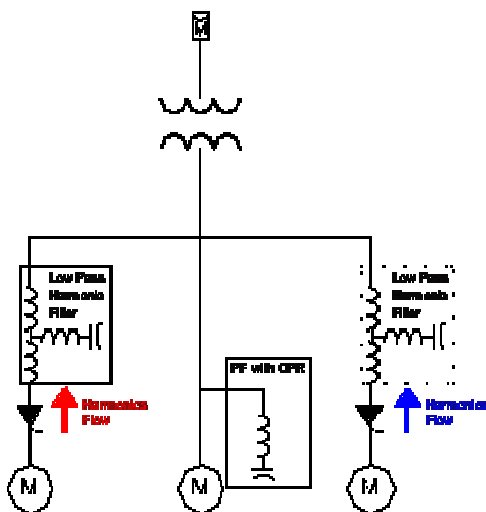 M
Low Pass
Harmonic
Filter
Low Pass
Harmonic
Filter
PF with CPR
Harmonics
Flow
Harmonics
Flow
M
M
M